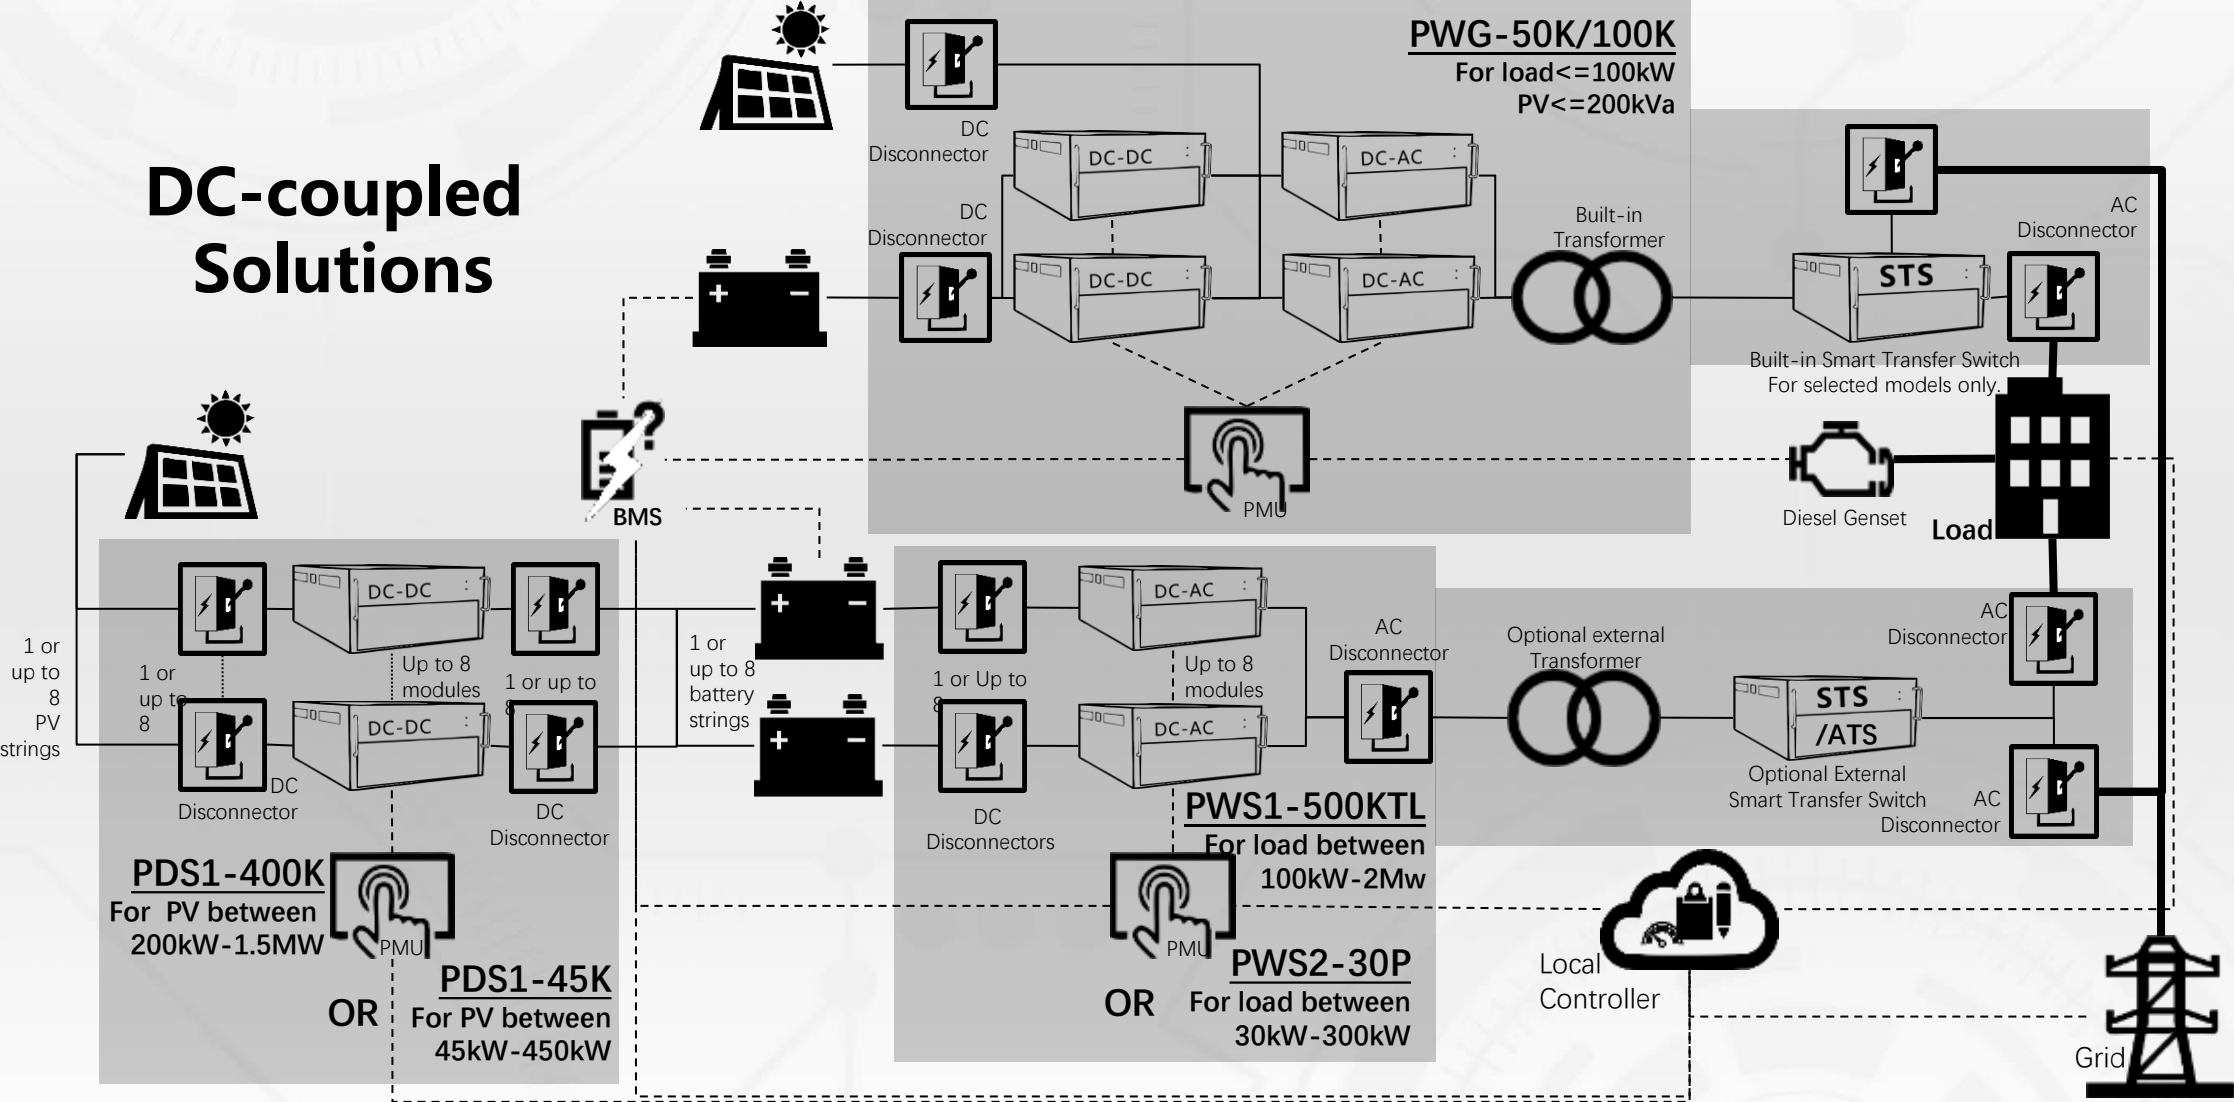 DC-coupled
Solutions
PWG-50K/100K
For load<=100kW
PV<=200kVa
DC
Disconnector
DC-DC
DC-AC
DC
Disconnector
DC-DC
DC-AC
Built-in
Transformer
AC
Disconnector
STS
Built-in Smart Transfer Switch
For selected models only.
+ −
PMU
?
BMS
Diesel Genset
Load
1 or
up to
8
PV
strings
1 or
up to
8
DC-DC
Up to 8
modules
DC-DC
1 or up to
8
DC
Disconnector
DC
Disconnector
1 or
up to 8
battery
strings
+ −
+ −
1 or Up to
8
DC
Disconnectors
DC-AC
Up to 8
modules
DC-AC
AC
Disconnector
Optional external
Transformer
STS
/ATS
Optional External
Smart Transfer Switch
AC
Disconnector
AC
Disconnector
PDS1-400K
For PV between
200kW-1.5MW
PMU
OR
PDS1-45K
For PV between
45kW-450kW
PWS1-500KTL
For load between
100kW-2Mw
PMU
OR
PWS2-30P
For load between
30kW-300kW
Local
Controller
Grid